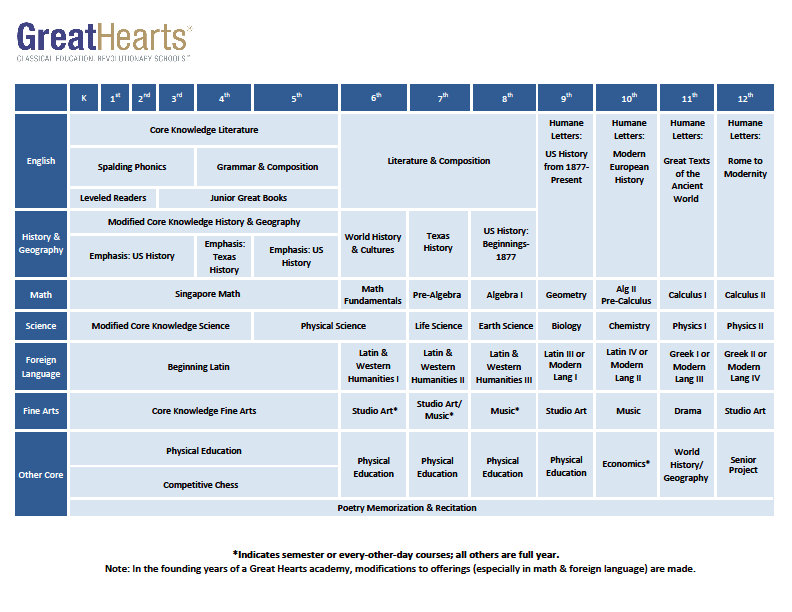 GreatHearts®
CLASSICAL EDUCATION. REVOLUTIONARY SCHOOLS.™
K 1st 2nd 3rd 4th 5th 6th 7th 8th 9th 10th 11th 12th
English
Core Knowledge Literature
Spalding Phonics
Grammar & Composition
Leveled Readers
Junior Great Books
Literature & Composition
Humane
Letters:
US History
from 1877-
Present
Humane
Letters:
Modern
European
History
Humane
Letters:
Great Texts
of the
Ancient
World
Humane
Letters:
Rome to
Modernity
History &
Geography
Modified Core Knowledge History & Geography
Emphasis: US History
Emphasis:
Texas
History
Emphasis: US
History
World History
& Cultures
Texas
History
US History:
Beginnings-
1877
Math
Singapore Math
Math
Fundamentals
Pre-Algebra
Algebra I
Geometry
Alg II
Pre-Calculus
Calculus I
Calculus II
Science
Modified Core Knowledge Science
Physical Science
Life Science
Earth Science
Biology
Chemistry
Physics I
Physics II
Foreign
Language
Beginning Latin
Latin &
Western
Humanities I
Latin &
Western
Humanities II
Latin &
Western
Humanities III
Latin III or
Modern
Lang I
Latin IV or
Modern
Lang II
Greek I or
Modern
Lang III
Greek II or
Modern
Lang IV
Fine Arts
Core Knowledge Fine Arts
Studio Art*
Studio Art/
Music*
Music*
Studio Art
Music
Drama
Studio Art
Other Core
Physical Education
Competitive Chess
Physical
Education
Physical
Education
Physical
Education
Physical
Education
Economics*
World
History/
Geography
Senior
Project
Poetry Memorization & Recitation
*Indicates semester or every-other-day courses; all others are full year.
Note: In the founding years of a Great Hearts academy, modifications to offerings (especially in math & foreign language) are made.